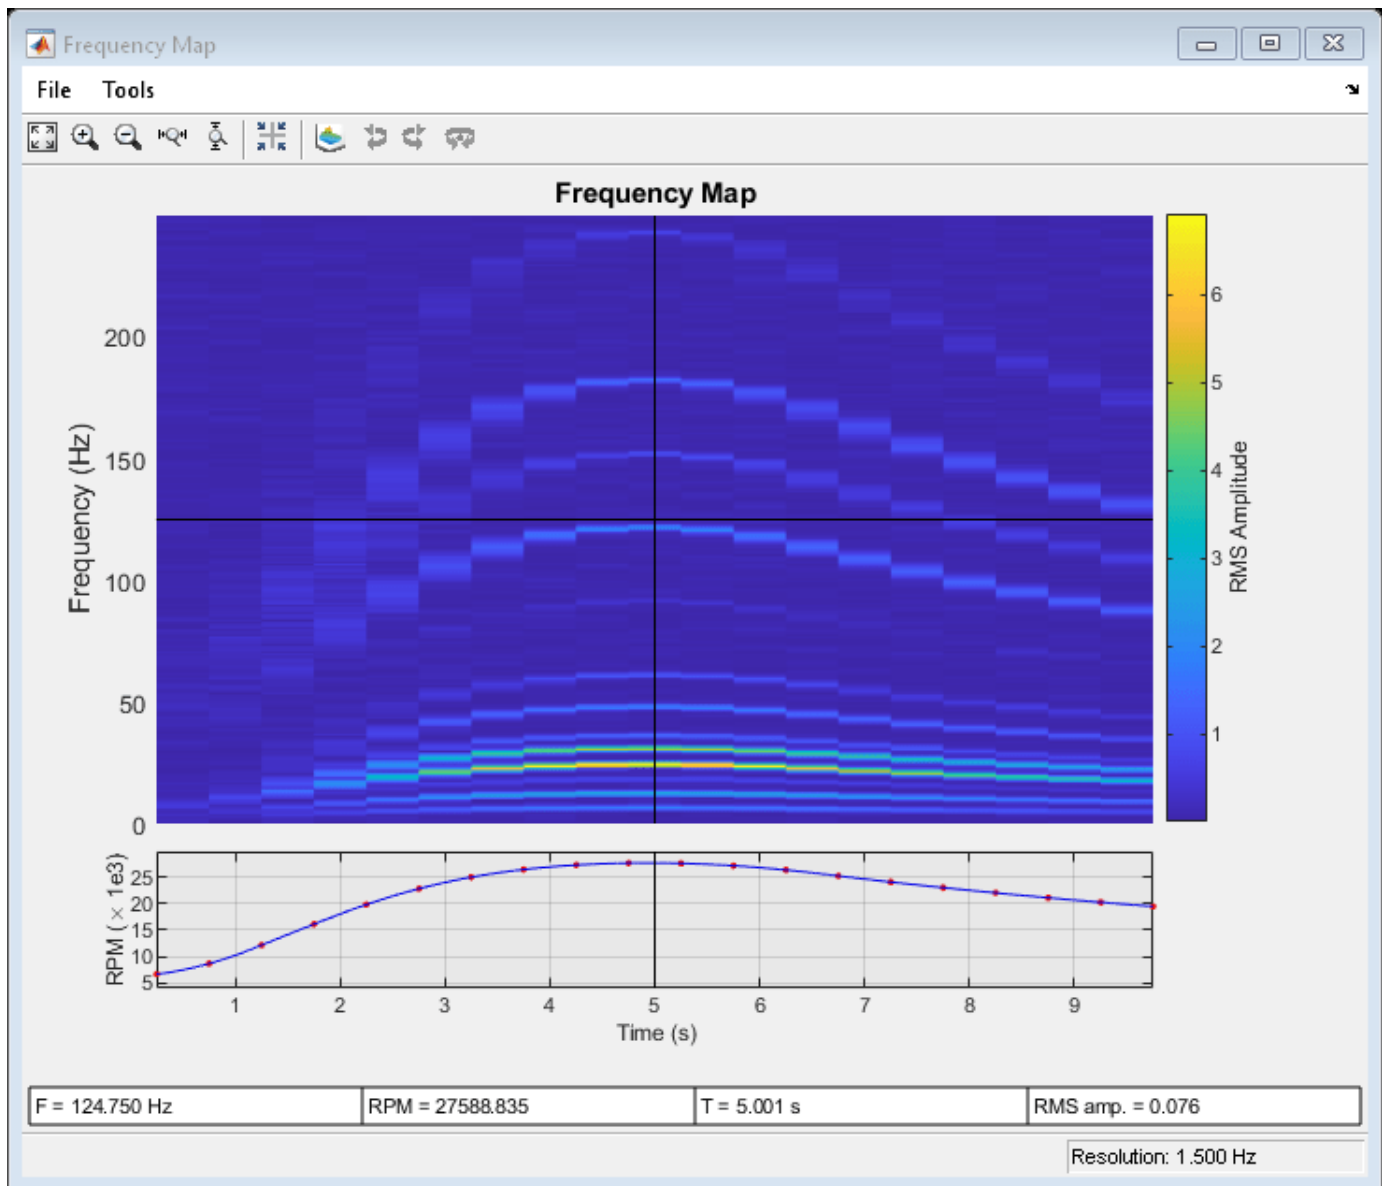 Frequency Map
File Tools
Frequency Map
Frequency (Hz)
200
150
100
50
0
6
5
4
3
2
1
RMS Amplitude
RPM ( × 1e3)
25
20
15
10
5
1 2 3 4 5 6 7 8 9
Time (s)
F = 124.750 Hz RPM = 27588.835 T = 5.001 s RMS amp. = 0.076
Resolution: 1.500 Hz